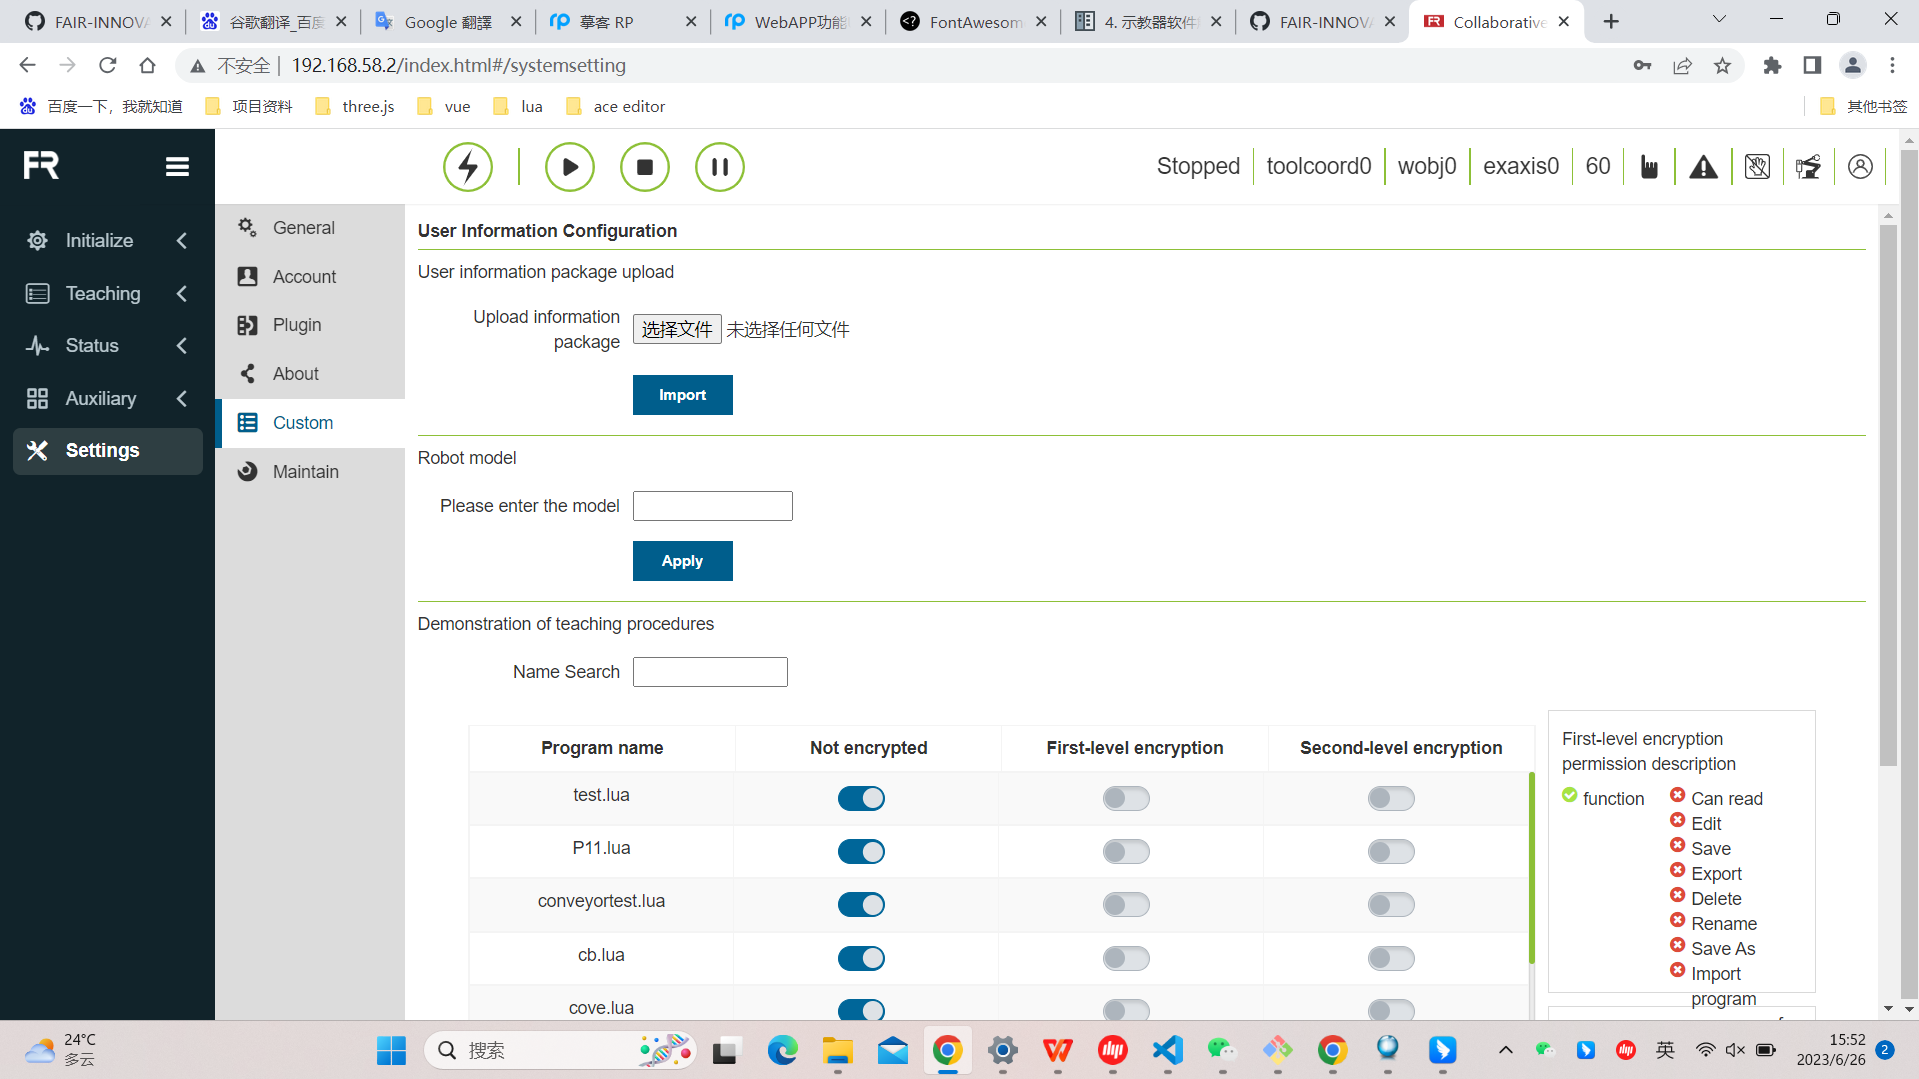 FAIR-INNOVA
谷歌翻译_百度
Google 翻譯
摹客 RP
WebAPP功能
FontAwesom
4. 示教器软件
FAIR-INNOVA
Collaborative
不安全
192.168.58.2/index.html#/systemsetting
百度一下，我就知道
项目资料
three.js
vue
lua
ace editor
其他书签
FR
Stopped
toolcoord0
wobj0
exaxis0
60
Initialize
Teaching
Status
Auxiliary
Settings
General
Account
Plugin
About
Custom
Maintain
User Information Configuration
User information package upload
Upload information
package
选择文件 未选择任何文件
Import
Robot model
Please enter the model
Apply
Demonstration of teaching procedures
Name Search
Program name Not encrypted First-level encryption Second-level encryption
test.lua
P11.lua
conveyortest.lua
cb.lua
cove.lua
First-level encryption
permission description
function
Can read
Edit
Save
Export
Delete
Rename
Save As
Import
program
24°C
多云
搜索
英
15:52
2023/6/26
2